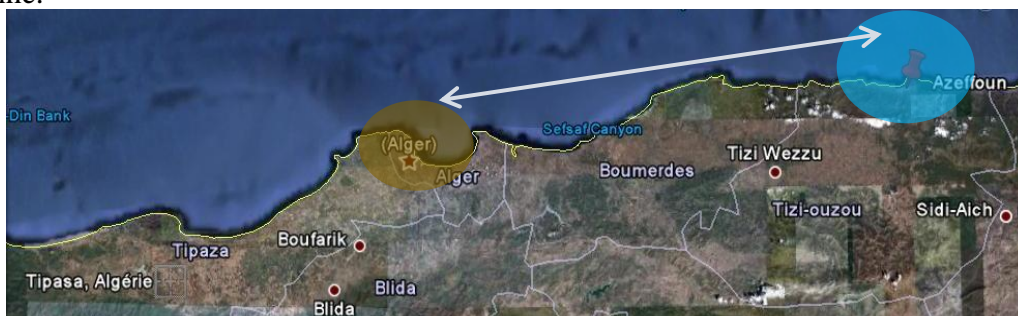 -Din Bank
Azeffoun
Sefsaf Canyon
(Alger)
Tizi Wezzu
Alger
Boumerdes
Tizi-ouzou
Sidi-Aich
Boufarik
Tipaza
Tipasa, Algérie
Blida
Blida